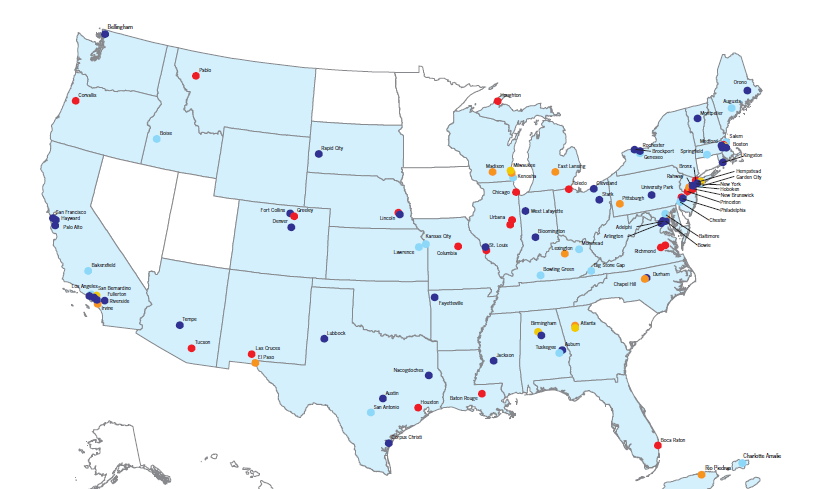 Bellingham
Pablo
Corvallis
Boise
Rapid City
Houghton
Orono
Augusta
Montpelier
Salem
Medford
Boston
Kingston
Springfield
Rochester
Brockport
Geneseo
Bronx
Hempstead
Garden City
Rahway
New York
Hoboken
New Brunswick
Princeton
Philadelphia
Chester
Baltimore
Bowie
Adelphi
Arlington
Richmond
Madison
Milwaukee
Kenosha
East Lansing
Chicago
Toledo
Cleveland
Stark
University Park
Pittsburgh
San Francisco
Hayward
Palo Alto
Fort Collins
Greeley
Denver
Lincoln
Urbana
West Lafayette
Bloomington
Kansas City
Lawrence
Columbia
St. Louis
Lexington
Morehead
Bowling Green
Big Stone Gap
Durham
Chapel Hill
Bakersfield
Los Angeles
San Bernardino
Fullerton
Riverside
Irvine
Tempe
Tucson
Las Cruces
El Paso
Lubbock
Fayetteville
Birmingham
Atlanta
Tuskegee
Auburn
Jackson
Nacogdoches
Austin
San Antonio
Houston
Baton Rouge
Corpus Christi
Boca Raton
Charlotte Amalie
Rio Piedras